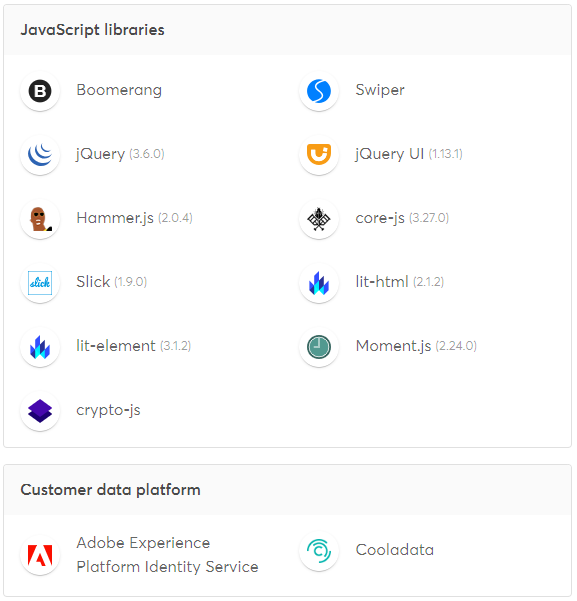 JavaScript libraries
Boomerang
Swiper
jQuery (3.6.0)
jQuery UI (1.13.1)
Hammer.js (2.0.4)
core-js (3.27.0)
Slick (1.9.0)
slick
lit-html (2.1.2)
lit-element (3.1.2)
Moment.js (2.24.0)
crypto-js
Customer data platform
Adobe Experience
Platform Identity Service
Cooladata